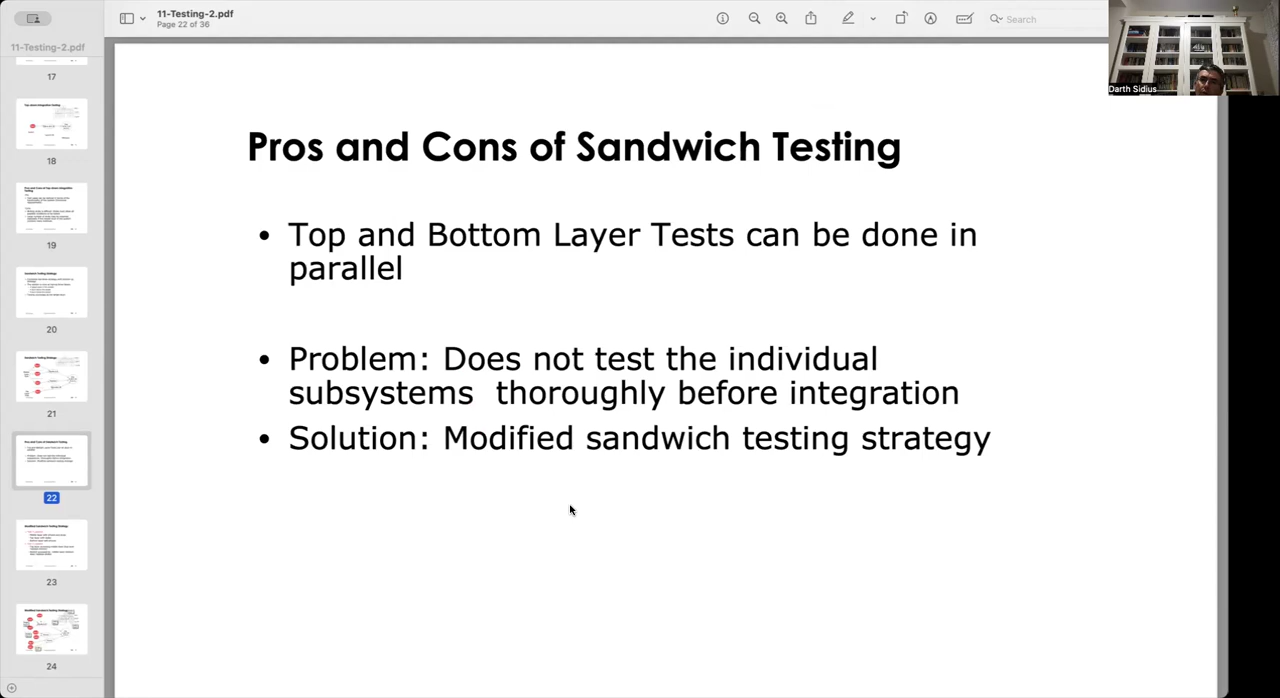 11-Testing-2.pdf
Page 22 of 36
Search
Darth Sidius
11-Testing-2.pdf
17
18
19
20
21
22
23
24
Pros and Cons of Sandwich Testing
• Top and Bottom Layer Tests can be done in
parallel
• Problem: Does not test the individual
subsystems thoroughly before integration
• Solution: Modified sandwich testing strategy